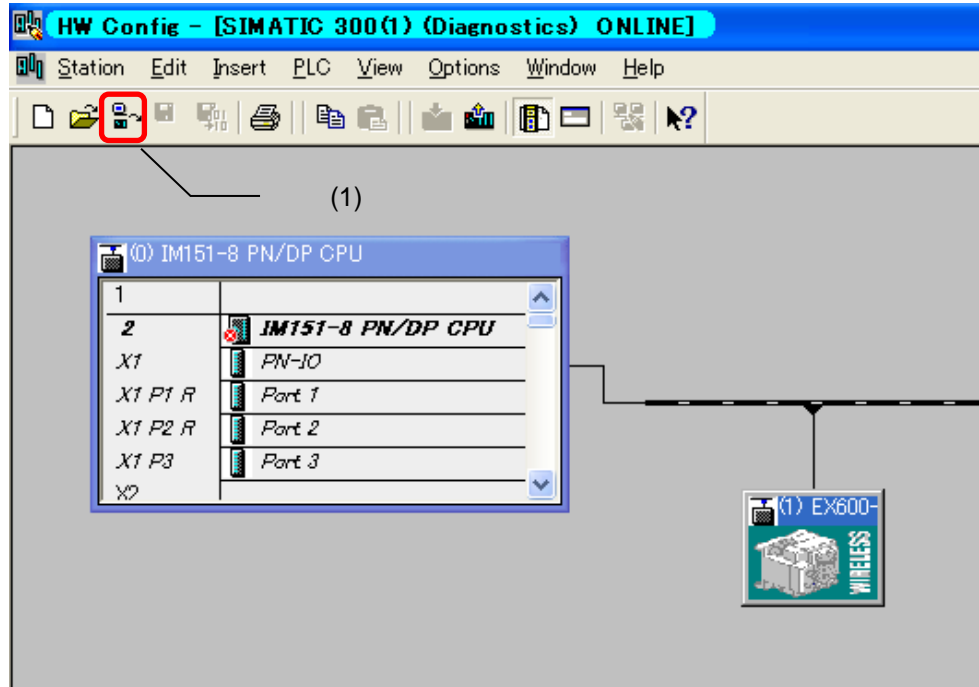 HW Config - [SIMATIC 300(1) (Diagnostics) ONLINE]
Station Edit Insert PLC View Options Window Help
(1)
(0) IM151-8 PN/DP CPU
1
2 IM151-8 PN/DP CPU
X1 PN-IO
X1 P1 R Port 1
X1 P2 R Port 2
X1 P3 Port 3
X2
(1) EX600-
WIRELESS